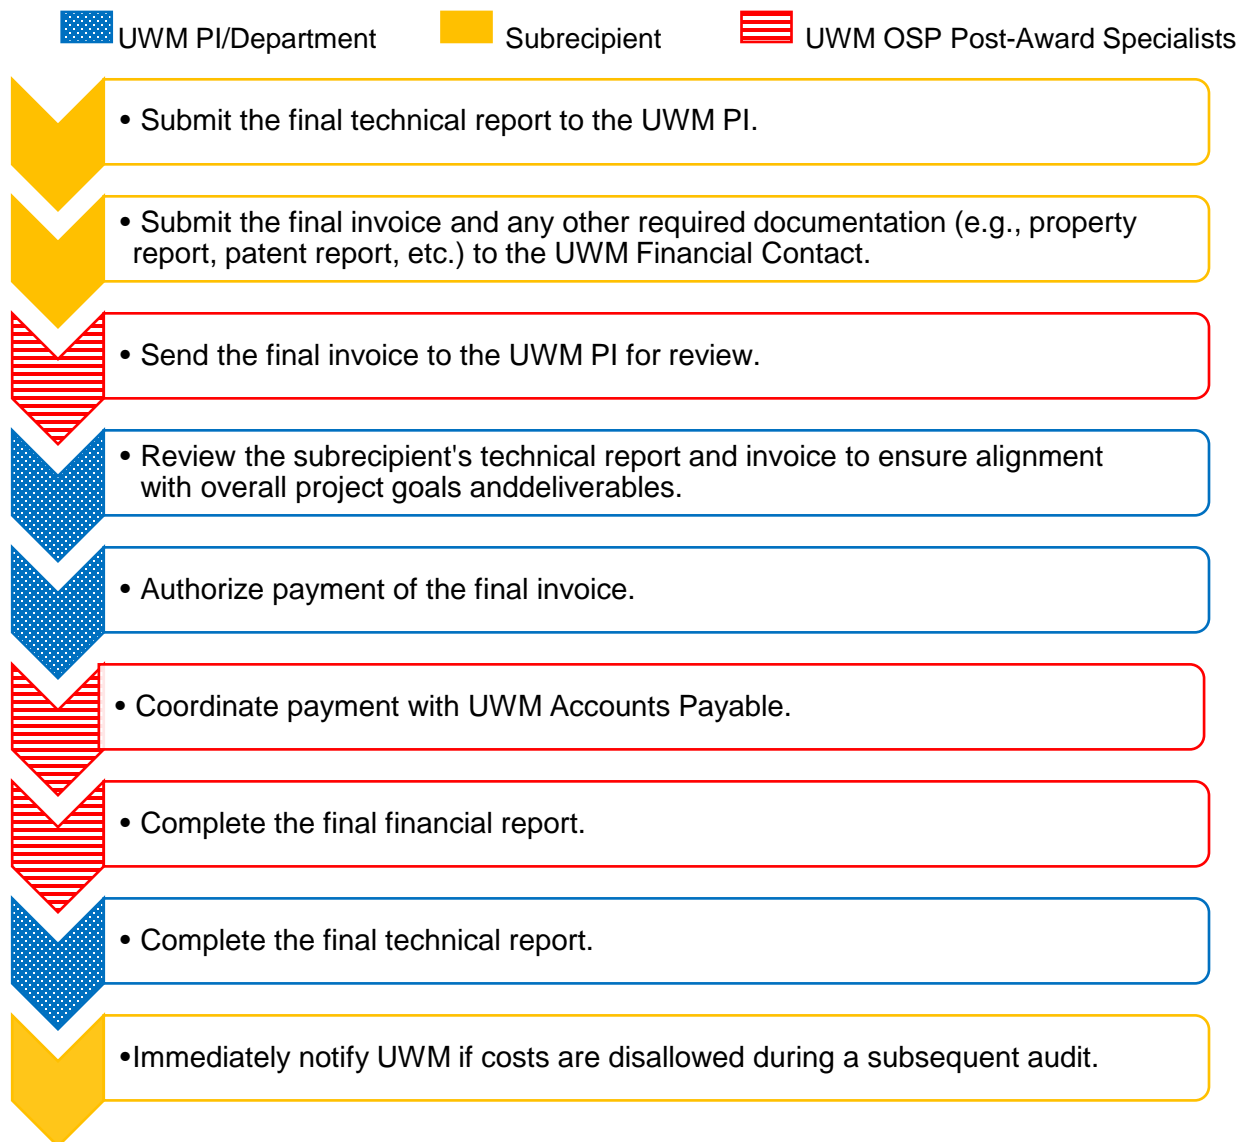 UWM PI/Department
Subrecipient
UWM OSP Post-Award Specialists
• Submit the final technical report to the UWM PI.
• Submit the final invoice and any other required documentation (e.g., property
report, patent report, etc.) to the UWM Financial Contact.
• Send the final invoice to the UWM PI for review.
• Review the subrecipient's technical report and invoice to ensure alignment
with overall project goals anddeliverables.
• Authorize payment of the final invoice.
• Coordinate payment with UWM Accounts Payable.
• Complete the final financial report.
• Complete the final technical report.
•Immediately notify UWM if costs are disallowed during a subsequent audit.